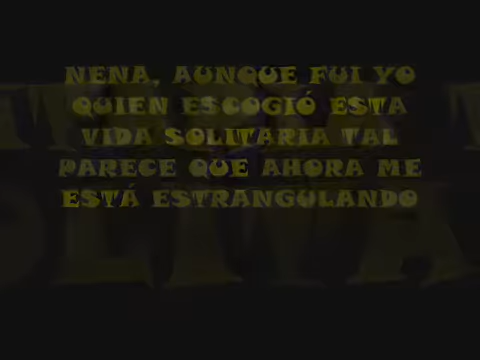 NENA, AUNQUE FUI YO
QUIEN ESCOGIÓ ESTA
VIDA SOLITARIA TAL
PARECE QUE AHORA ME
ESTÁ ESTRANGULANDO